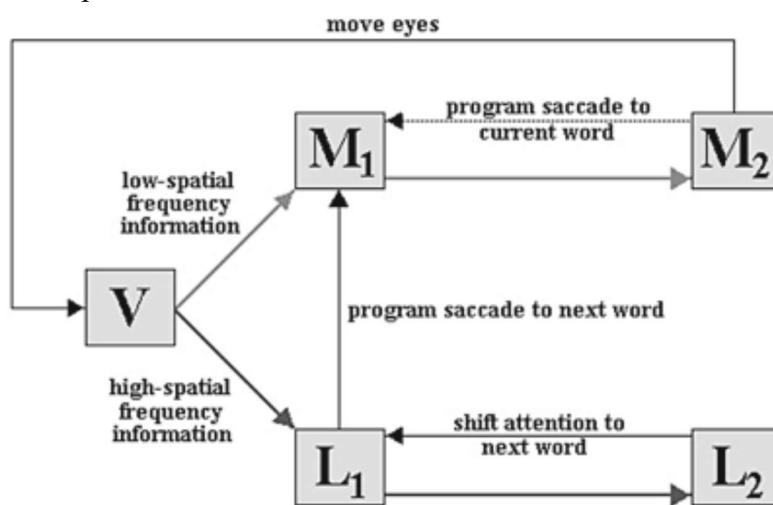 move eyes
program saccade to
current word
M1
M2
low-spatial
frequency
information
V
program saccade to next word
high-spatial
frequency
information
shift attention to
next word
L1
L2